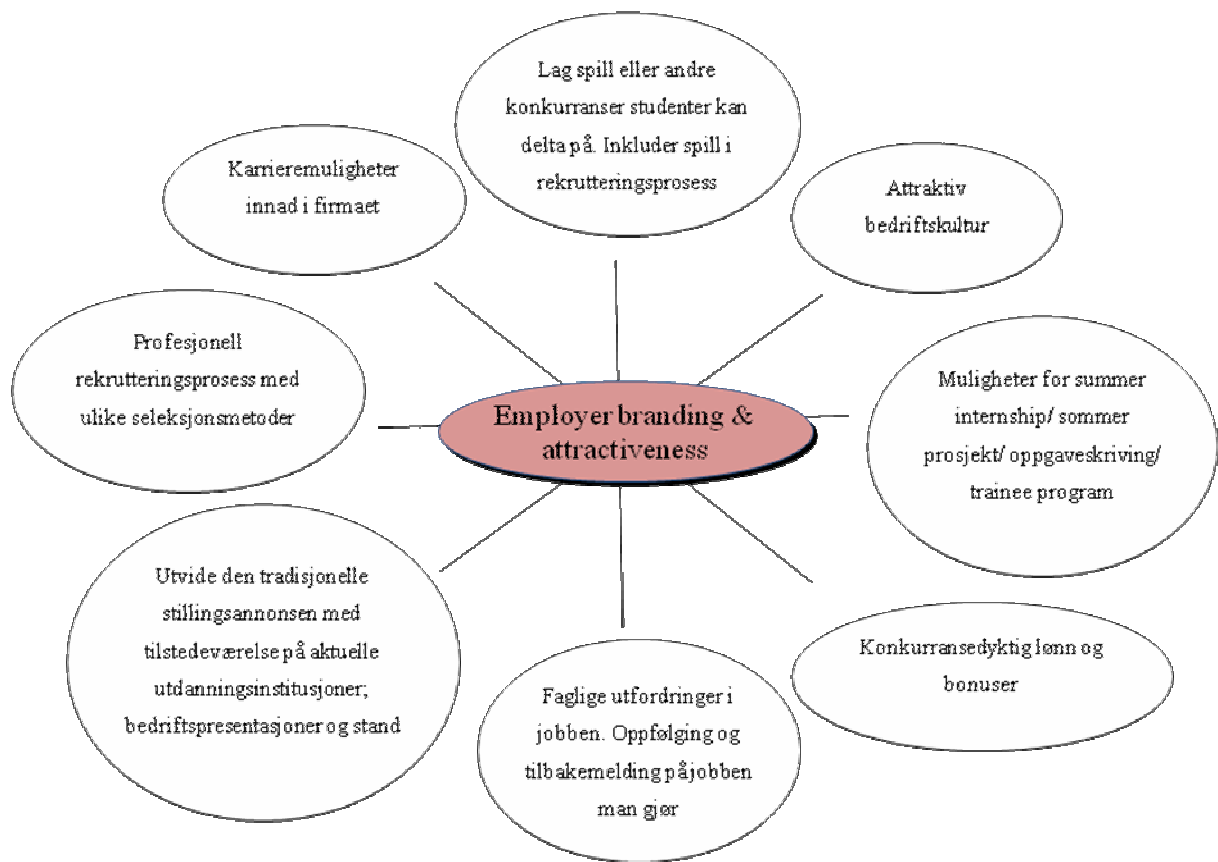 Lag spill eller andre
konkurranser studenter kan
delta på. Inkluder spill i
rekrutteringsprosess
Karrieremuligheter
innad i firmaet
Attraktiv
bedriftskultur
Profesjonell
rekrutteringsprosess med
ulike seleksjonsmetoder
Employer branding &
attractiveness
Muligheter for summer
internship/ sommer
prosjekt/ oppgaveskriving/
trainee program
Utvide den tradisjonelle
stillingsannonsen med
tilstedeværelse på aktuelle
utdanningsinstitusjoner;
bedriftspresentasjoner og stand
Faglige utfordringer i
jobben. Oppfølging og
tilbakemelding på jobben
man gjør
Konkurransedyktig lønn og
bonuser